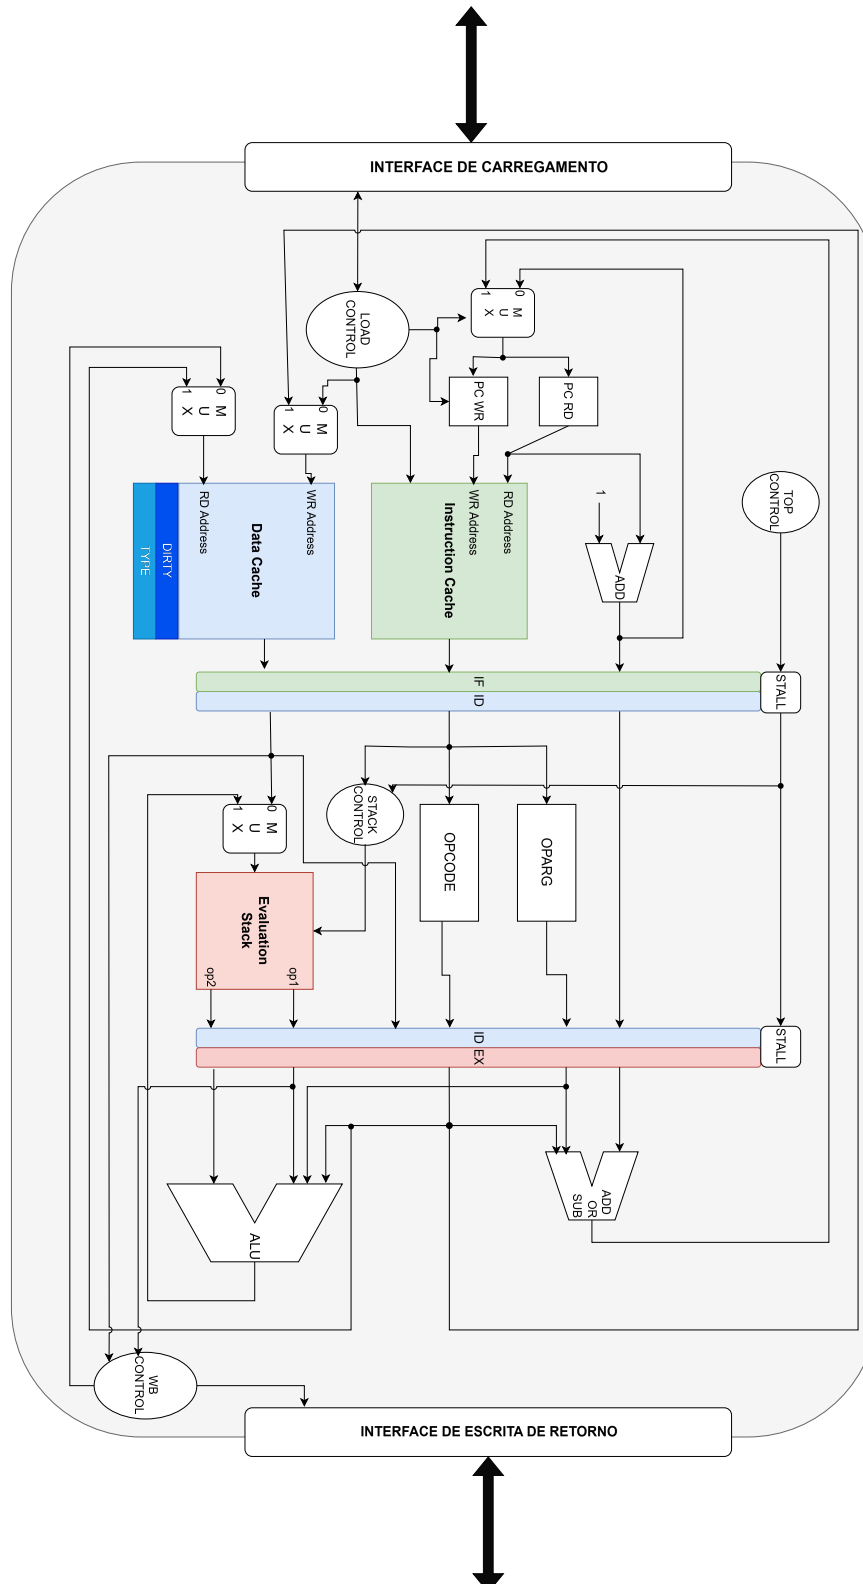 INTERFACE DE CARREGAMENTO
LOAD
CONTROL
0 M
U
1 X
0 M
U
1 X
0 M
U
1 X
PC WR
PC RD
TOP
CONTROL
1
ADD
RD Address
WR Address
Data Cache
DIRTY
TYPE
RD Address
WR Address
Instruction Cache
IF
ID
STALL
STACK
CONTROL
OPCODE
OPARG
0 M
U
1 X
Evaluation
Stack
op1
op2
ID
EX
STALL
ADD
OR
SUB
ALU
WB
CONTROL
INTERFACE DE ESCRITA DE RETORNO